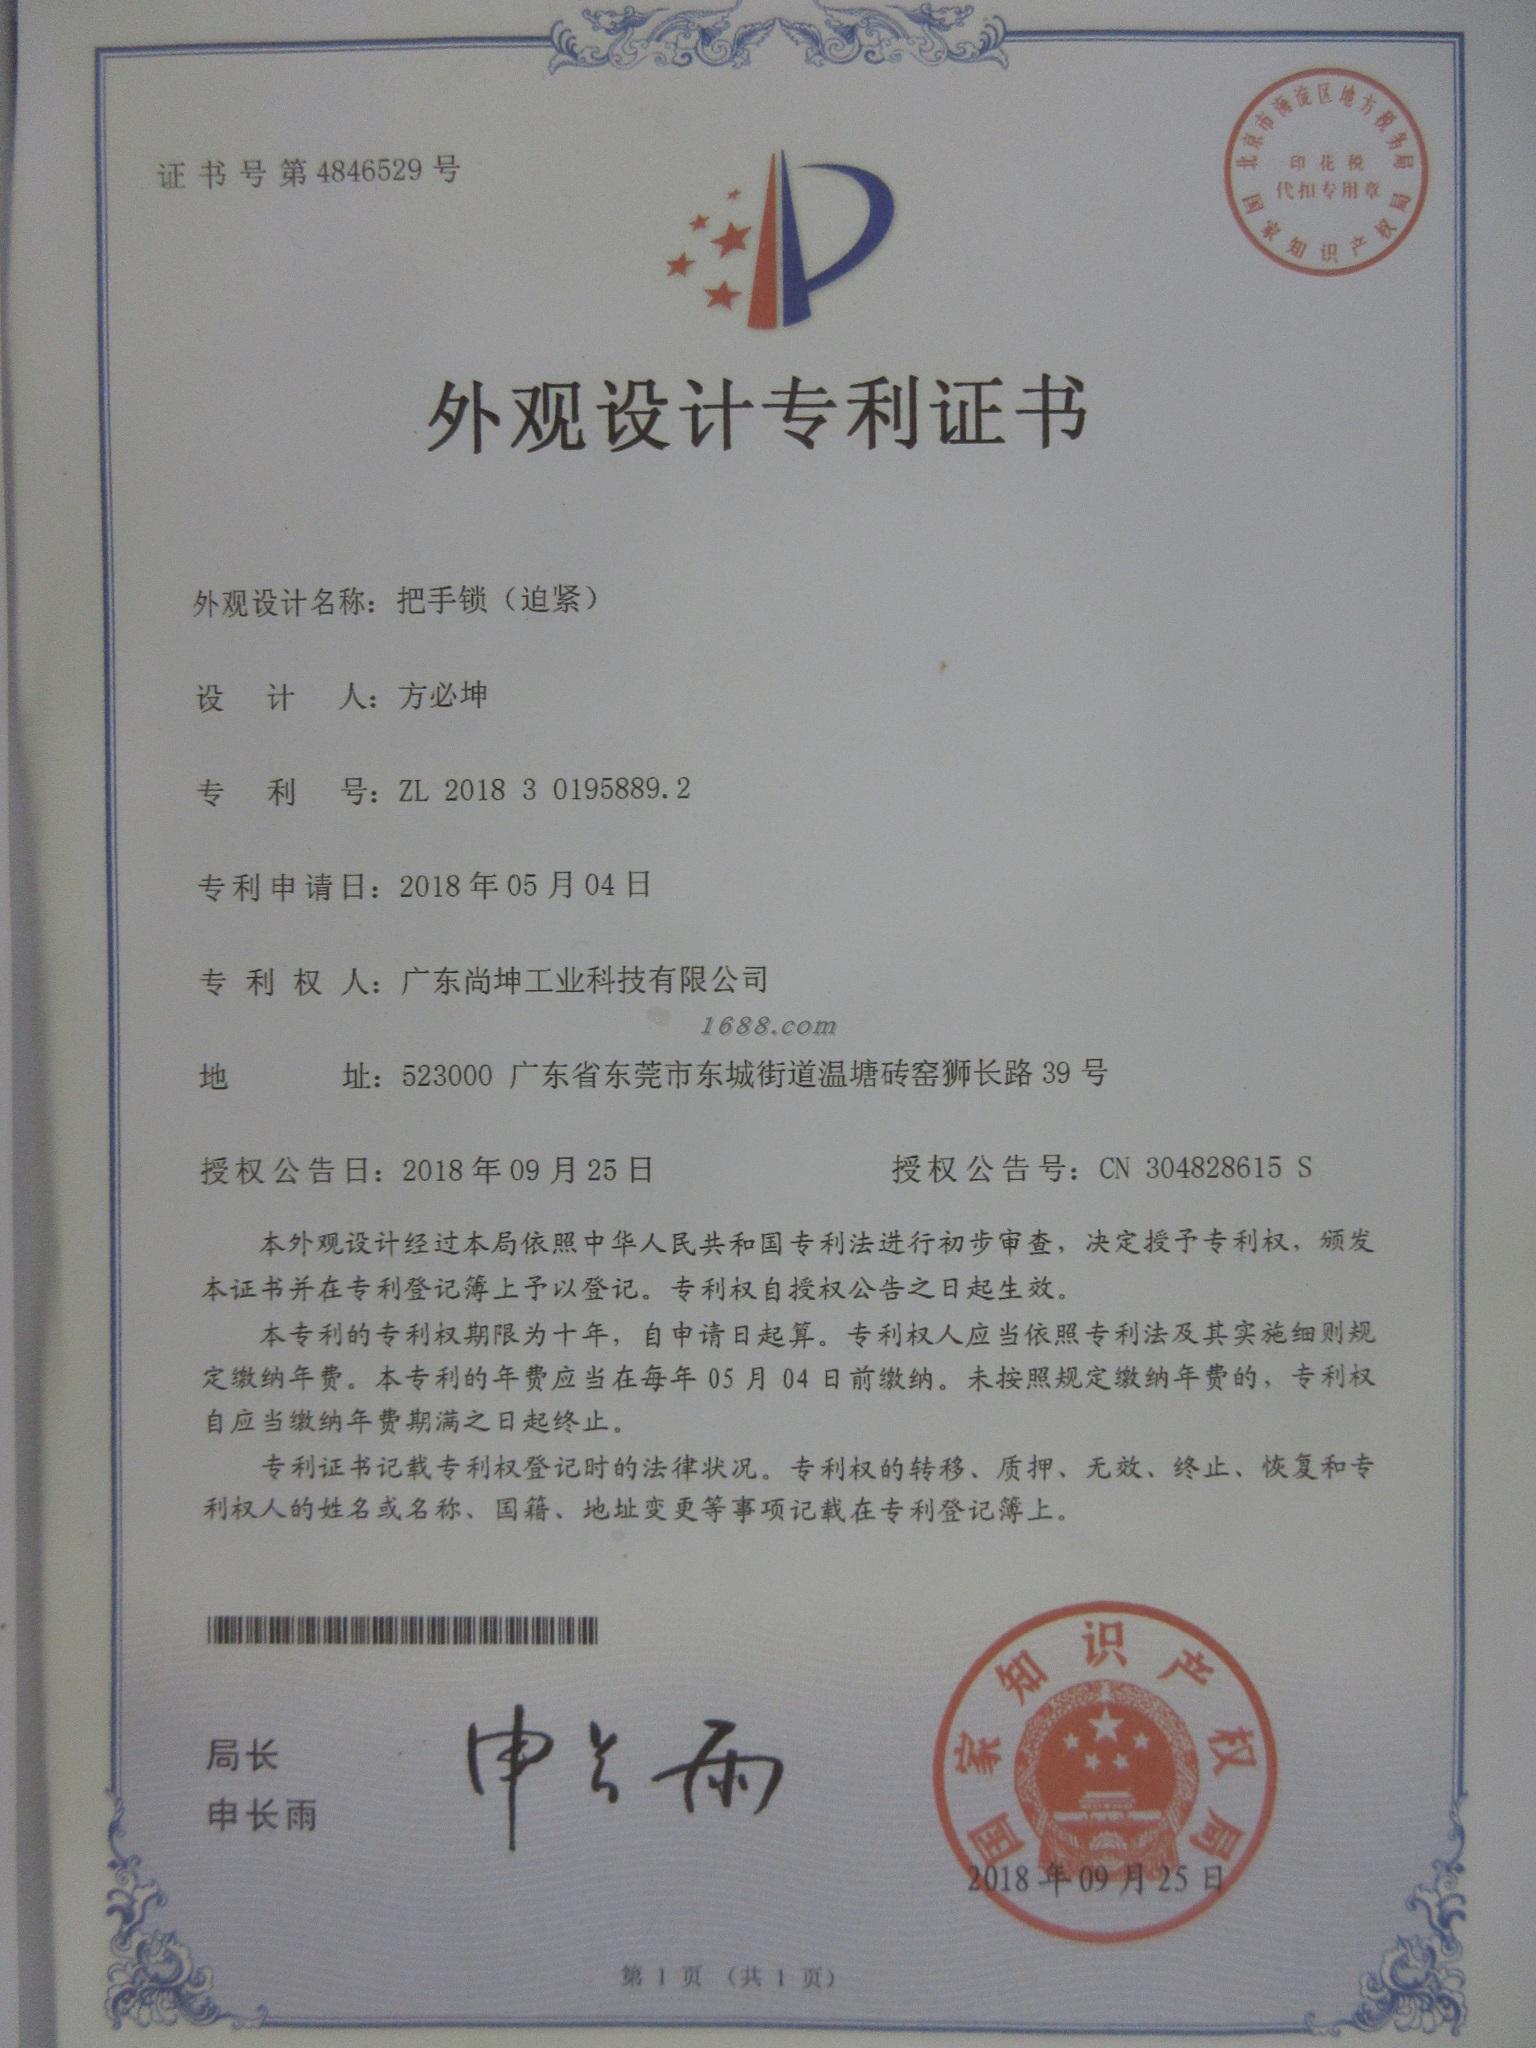 证书号第4846529号
北京市海淀区地方税务局
印花税
代扣专用章
国家知识产权局
外观设计专利证书
外观设计名称：把手锁（迫紧）
设计人：方必坤
专利号：ZL 2018 3 0195889.2
专利申请日：2018年05月04日
专利权人：广东尚坤工业科技有限公司
1688.com
地址：523000 广东省东莞市东城街道温塘砖窑狮长路39号
授权公告日：2018年09月25日 授权公告号：CN 304828615 S
本外观设计经过本局依照中华人民共和国专利法进行初步审查，决定授予专利权，颁发
本证书并在专利登记簿上予以登记。专利权自授权公告之日起生效。
本专利的专利权期限为十年，自申请日起算。专利权人应当依照专利法及其实施细则规
定缴纳年费。本专利的年费应当在每年05月04日前缴纳。未按照规定缴纳年费的，专利权
自应当缴纳年费期满之日起终止。
专利证书记载专利权登记时的法律状况。专利权的转移、质押、无效、终止、恢复和专
利权人的姓名或名称、国籍、地址变更等事项记载在专利登记簿上。
局长
申长雨
申长雨
国家知识产权局
2018年09月25日
第1页（共1页）